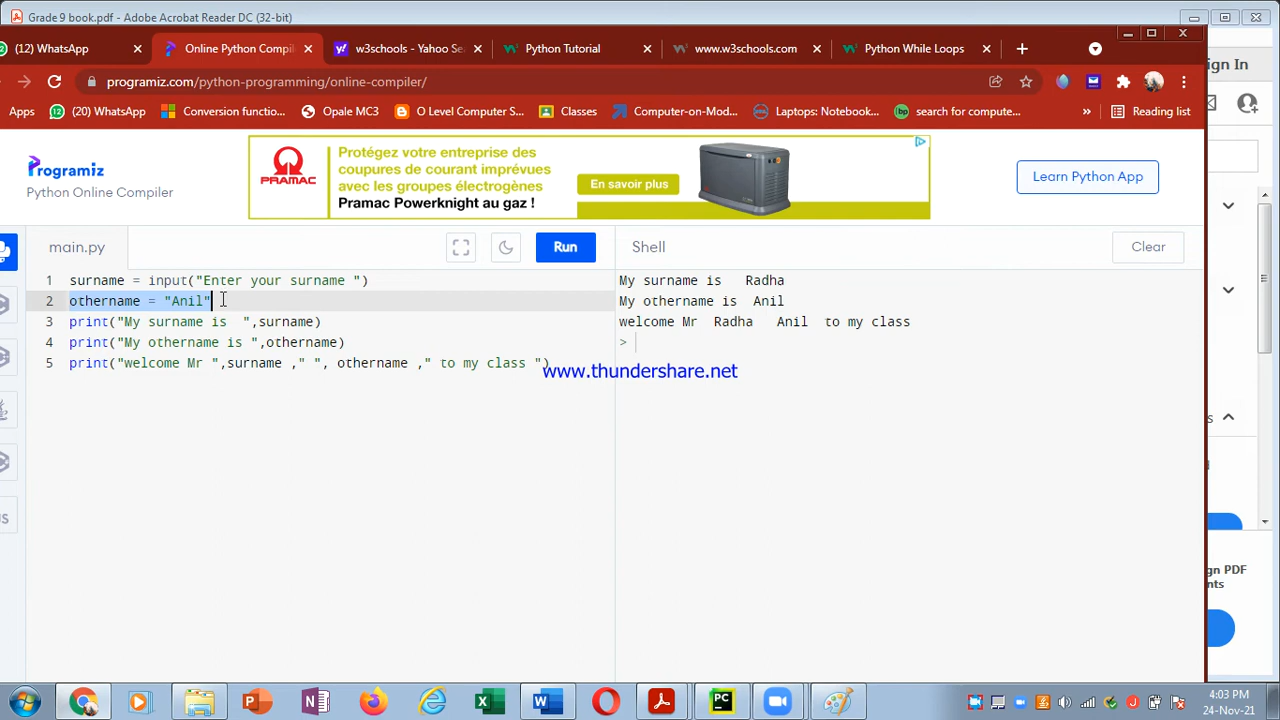 Grade 9 book.pdf - Adobe Acrobat Reader DC (32-bit)
(12) WhatsApp
Online Python Compil
w3schools - Yahoo Se
Python Tutorial
www.w3schools.com
Python While Loops
ign In
programiz.com/python-programming/online-compiler/
Apps
(20) WhatsApp
Conversion functio...
Opale MC3
O Level Computer S...
Classes
Computer-on-Mod...
Laptops: Notebook...
search for compute...
»
Reading list
Programiz
Python Online Compiler
PRAMAC
Protégez votre entreprise des
coupures de courant imprévues
avec les groupes électrogènes
Pramac Powerknight au gaz !
En savoir plus
Learn Python App
main.py
Run
Shell
Clear
1 surname = input("Enter your surname ")
2 othername = "Anil"
3 print("My surname is  ",surname)
4 print("My othername is ",othername)
5 print("welcome Mr ",surname ," ", othername ," to my class ")
My surname is   Radha
My othername is  Anil
welcome Mr  Radha   Anil  to my class
>
www.thundershare.net
gn PDF
nts
4:03 PM
24-Nov-21